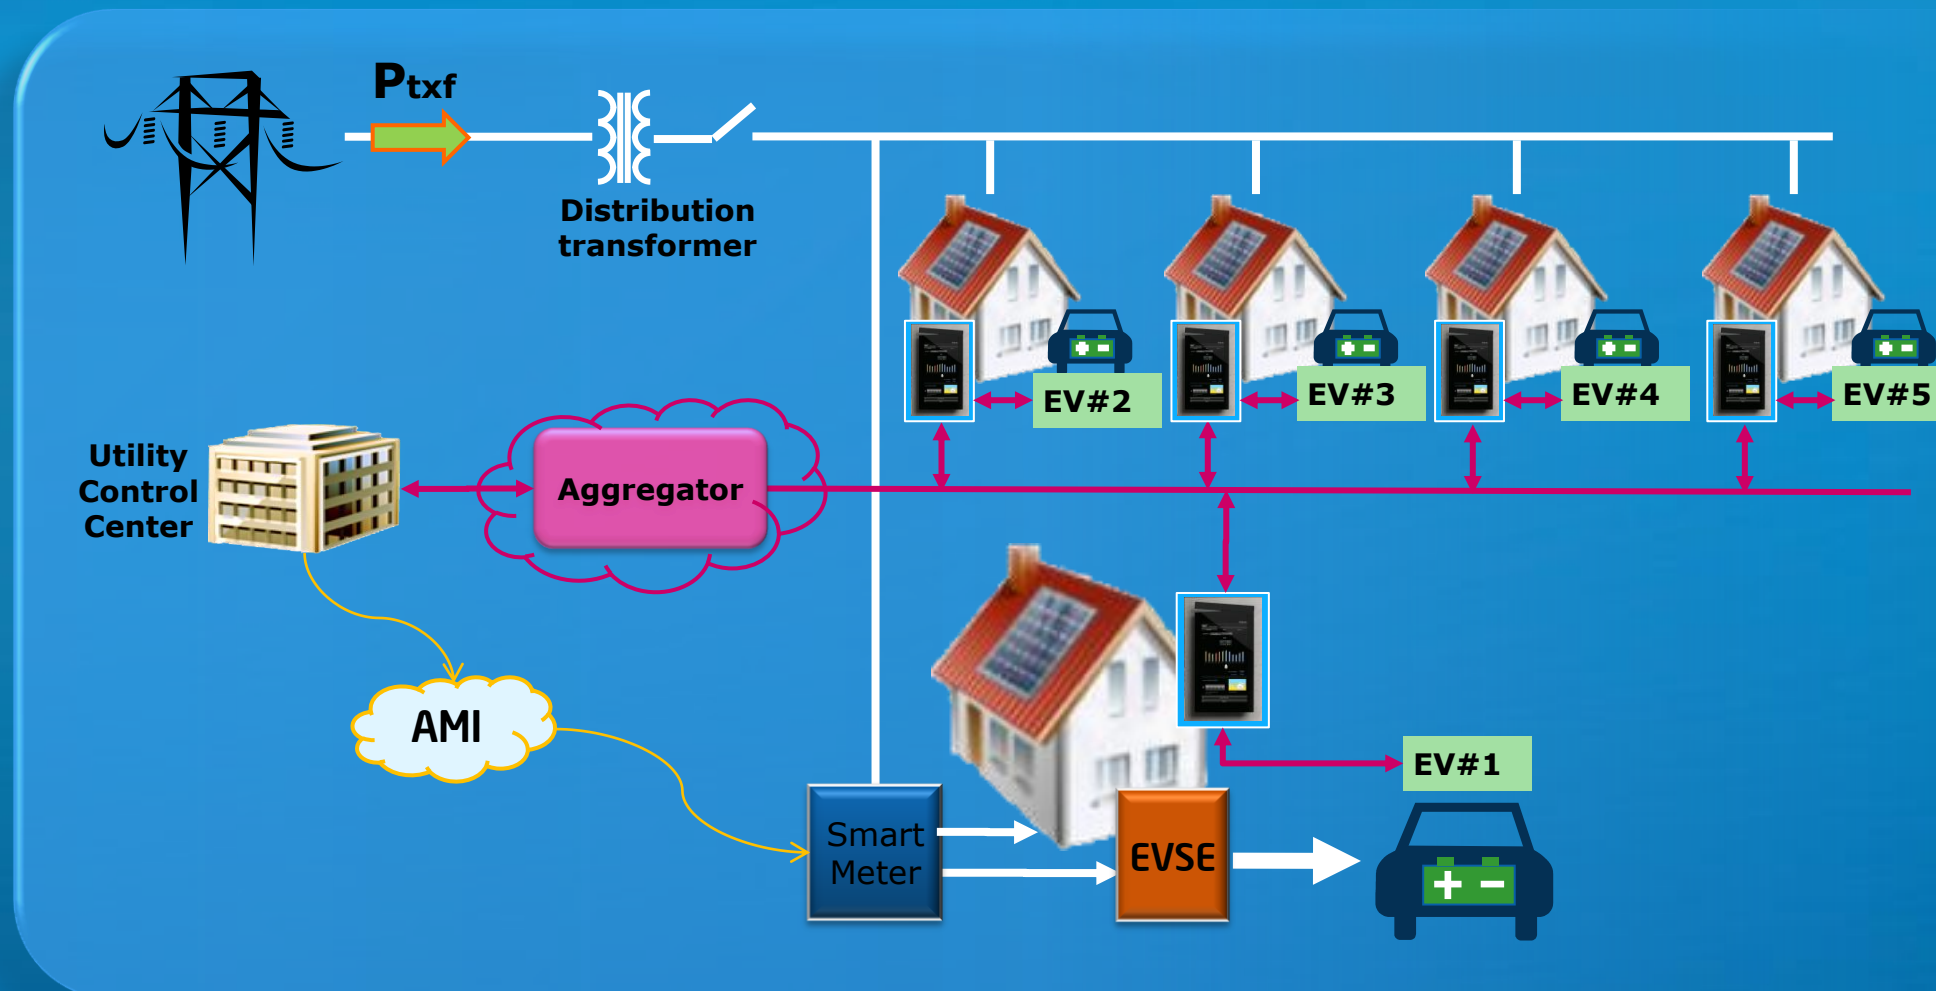 Ptxf
Distribution
transformer
EV#2
EV#3
EV#4
EV#5
Utility
Control
Center
Aggregator
AMI
EV#1
Smart
Meter
EVSE